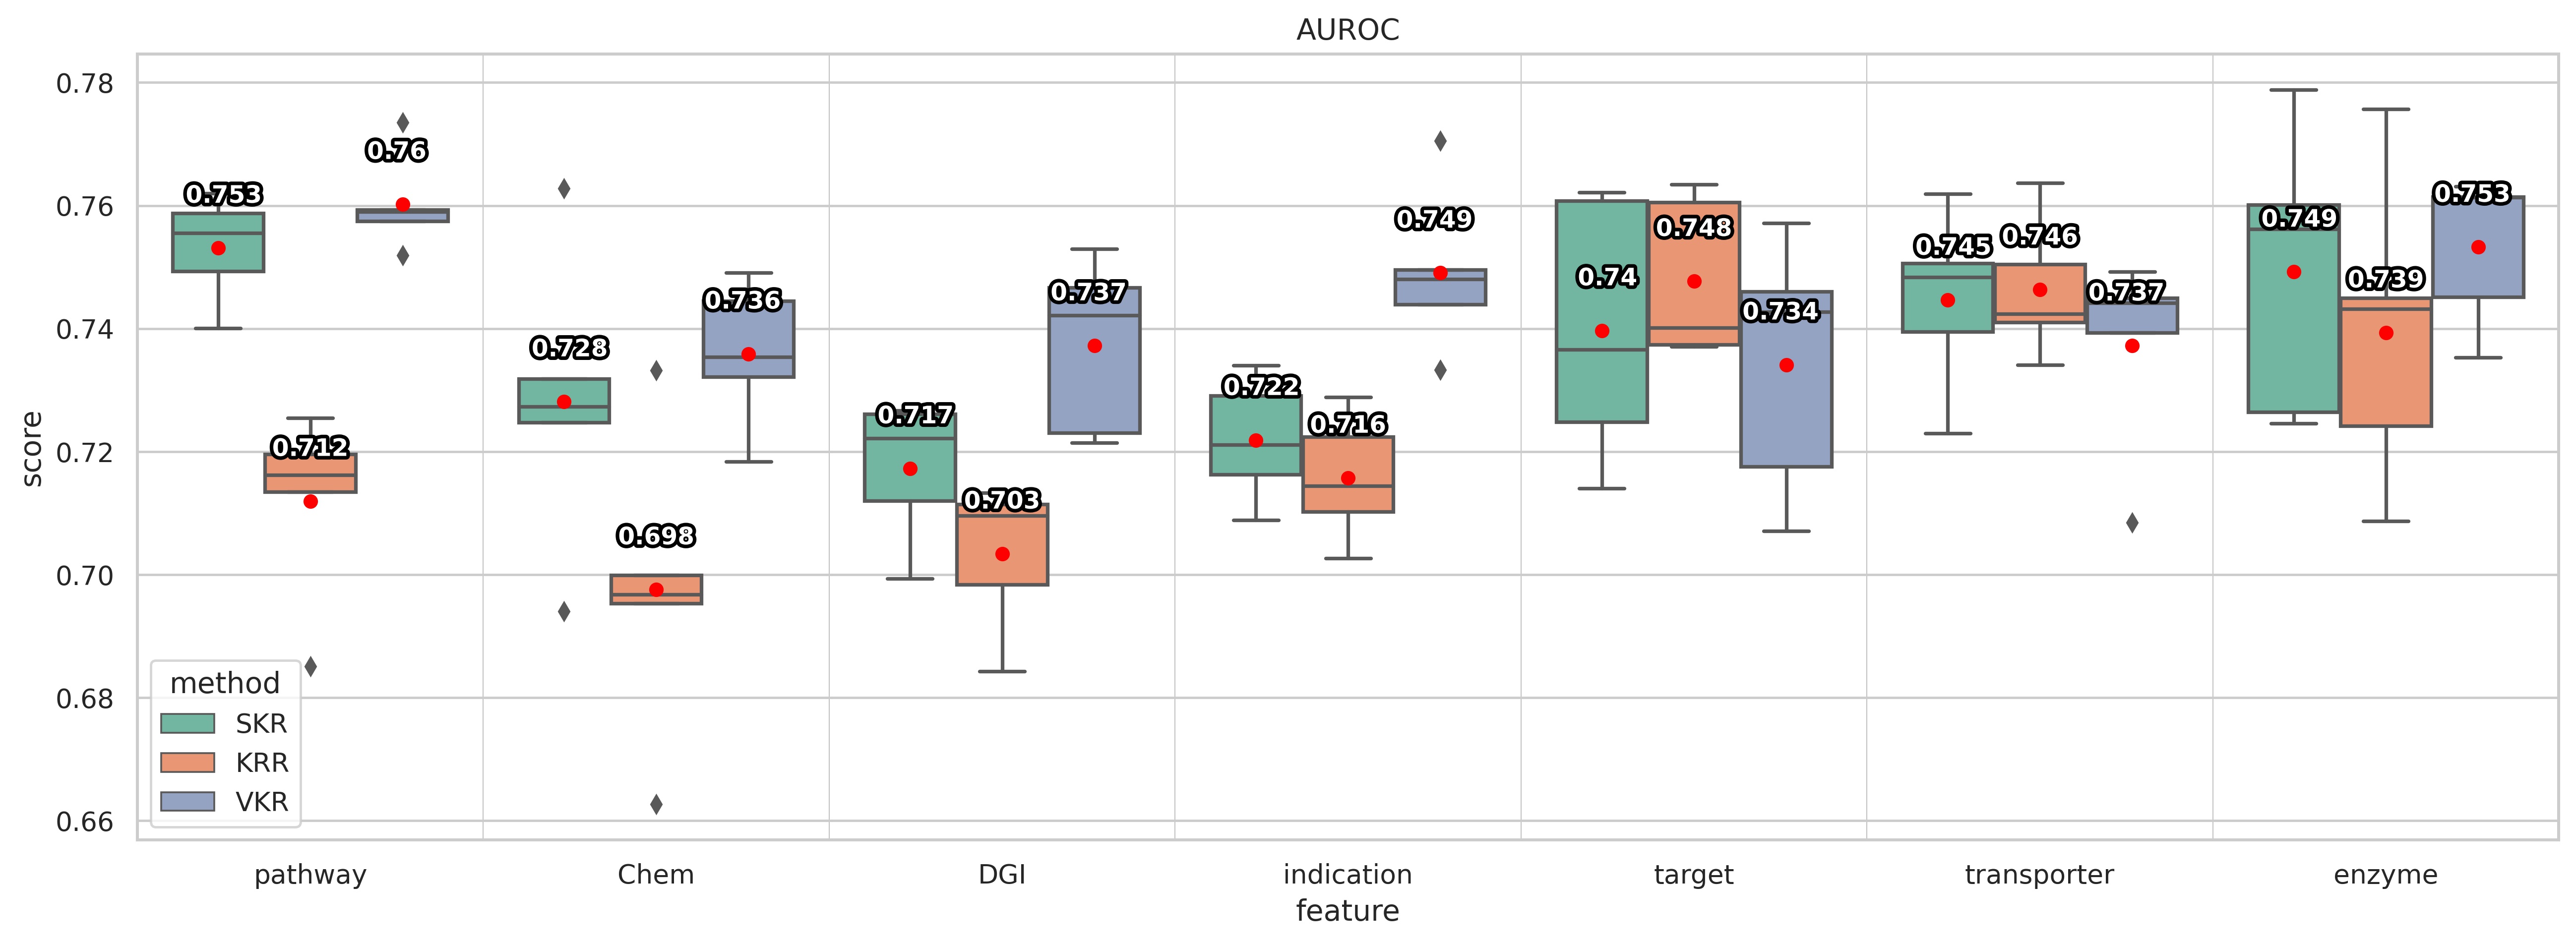 AUROC
score
0.78
0.76
0.74
0.72
0.70
0.68
0.66
0.753
0.712
0.76
0.728
0.698
0.736
0.717
0.703
0.737
0.722
0.716
0.749
0.74
0.748
0.734
0.745
0.746
0.737
0.749
0.739
0.753
method
SKR
KRR
VKR
pathway
Chem
DGI
indication
target
transporter
enzyme
feature